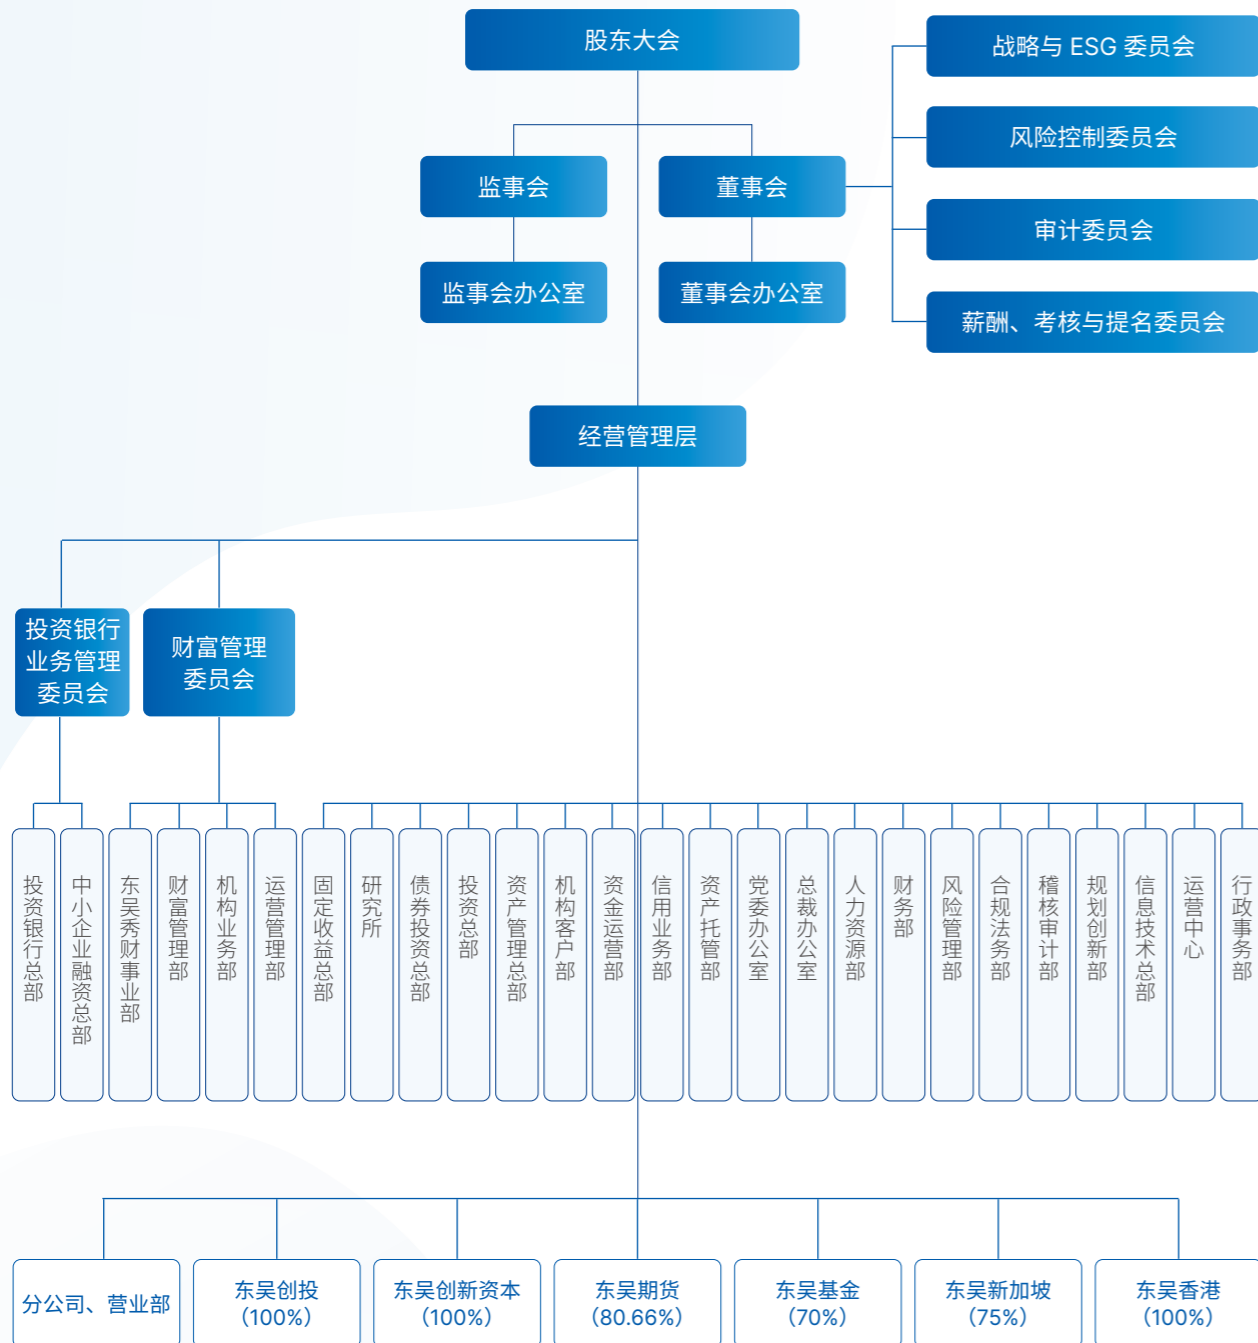 股东大会
战略与 ESG 委员会
风险控制委员会
监事会
董事会
审计委员会
监事会办公室
董事会办公室
薪酬、考核与提名委员会
经营管理层
投资银行
业务管理
委员会
财富管理
委员会
投资银行总部
中小企业融资总部
东吴秀财事业部
财富管理部
机构业务部
运营管理部
固定收益总部
研究所
债券投资总部
投资总部
资产管理总部
机构客户部
资金运营部
信用业务部
资产托管部
党委办公室
总裁办公室
人力资源部
财务部
风险管理部
合规法务部
稽核审计部
规划创新部
信息技术总部
运营中心
行政事务部
分公司、营业部
东吴创投
（100%）
东吴创新资本
（100%）
东吴期货
（80.66%）
东吴基金
（70%）
东吴新加坡
（75%）
东吴香港
（100%）